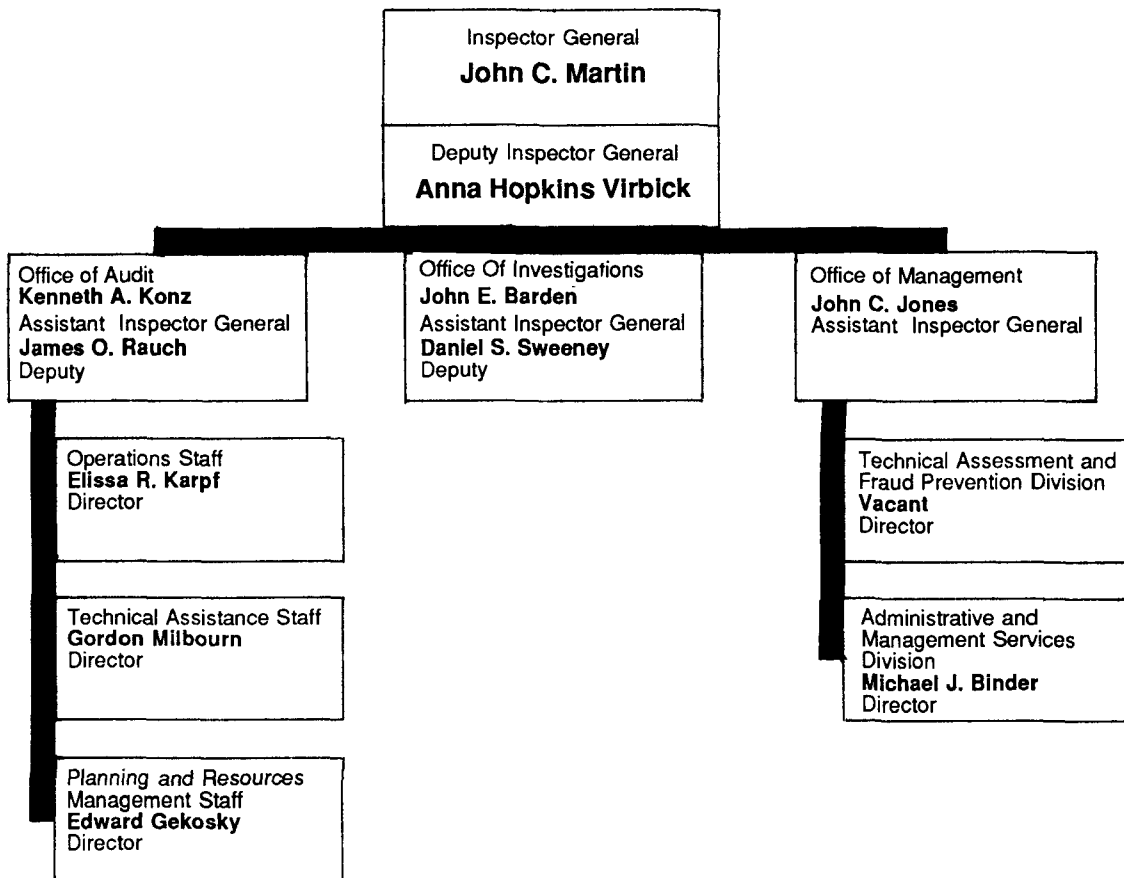 Inspector General
John C. Martin
Deputy Inspector General
Anna Hopkins Virbick
Office of Audit
Kenneth A. Konz
Assistant Inspector General
James O. Rauch
Deputy
Office Of Investigations
John E. Barden
Assistant Inspector General
Daniel S. Sweeney
Deputy
Office of Management
John C. Jones
Assistant Inspector General
Operations Staff
Elissa R. Karpf
Director
Technical Assistance Staff
Gordon Milbourn
Director
Planning and Resources
Management Staff
Edward Gekosky
Director
Technical Assessment and
Fraud Prevention Division
Vacant
Director
Administrative and
Management Services
Division
Michael J. Binder
Director